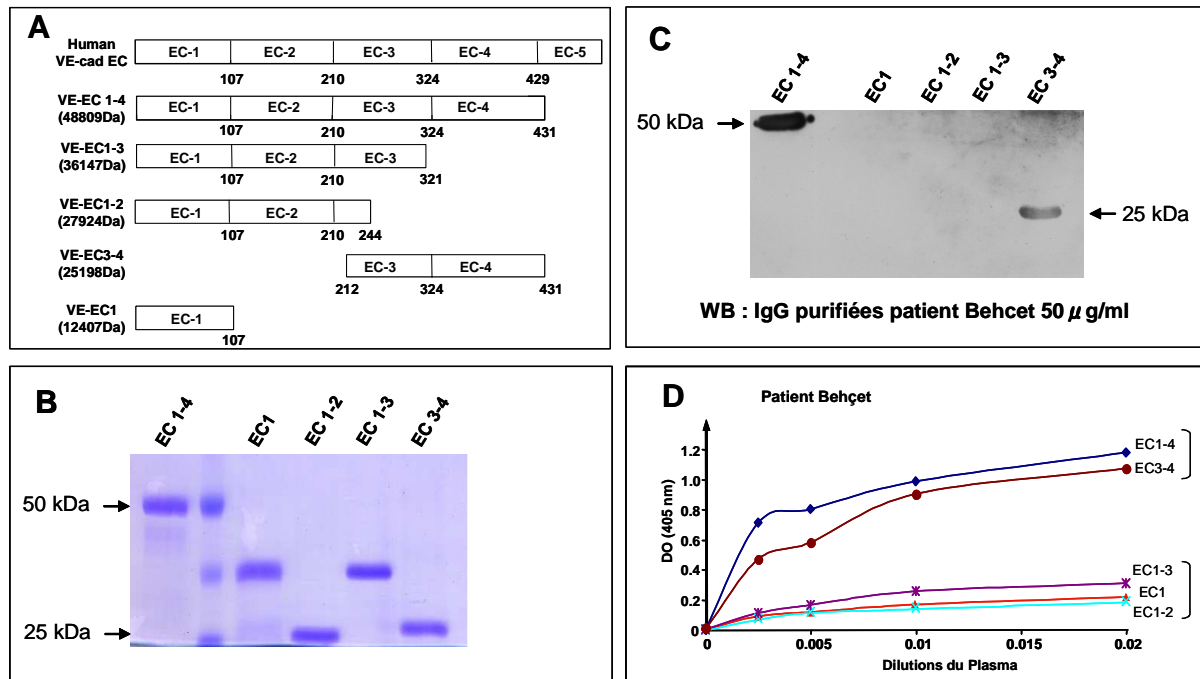 A
Human
VE-cad EC
EC-1 EC-2 EC-3 EC-4 EC-5
107 210 324 429
VE-EC 1-4
(48809Da)
EC-1 EC-2 EC-3 EC-4
107 210 324 431
VE-EC1-3
(36147Da)
EC-1 EC-2 EC-3
107 210 321
VE-EC1-2
(27924Da)
EC-1 EC-2
107 210 244
VE-EC3-4
(25198Da)
EC-3 EC-4
212 324 431
VE-EC1
(12407Da)
EC-1
107
B
EC 1-4 EC1 EC 1-2 EC 1-3 EC 3-4
50 kDa
25 kDa
C
EC 1-4 EC1 EC 1-2 EC 1-3 EC 3-4
50 kDa
25 kDa
WB : IgG purifiées patient Behcet 50 μ g/ml
D
Patient Behçet
DO (405 nm)
1.2
1.0
0.8
0.6
0.4
0.2
0
0 0.005 0.01 0.015 0.02
Dilutions du Plasma
EC1-4
EC3-4
EC1-3
EC1
EC1-2